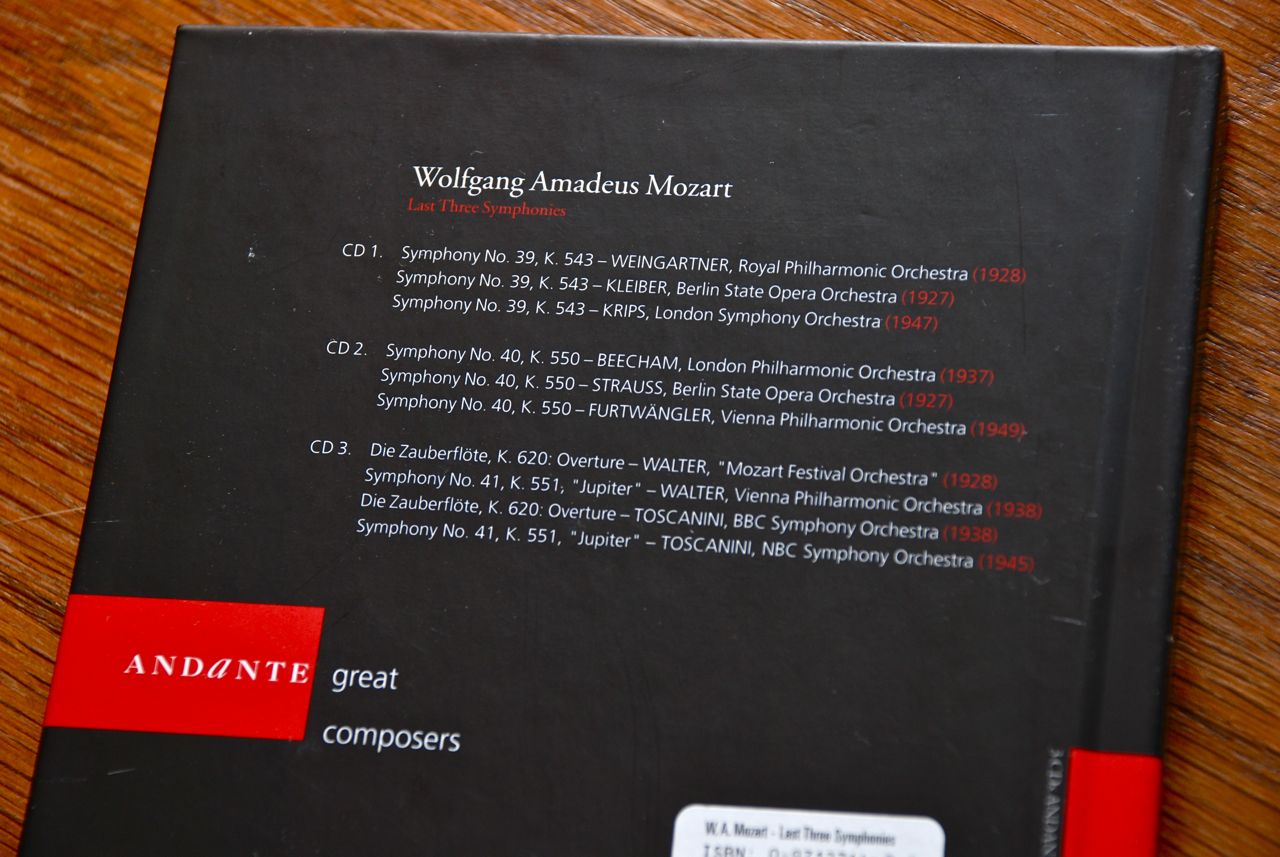 Wolfgang Amadeus Mozart
Last Three Symphonies
CD 1. Symphony No. 39, K. 543 – WEINGARTNER, Royal Philharmonic Orchestra (1928)
Symphony No. 39, K. 543 – KLEIBER, Berlin State Opera Orchestra (1927)
Symphony No. 39, K. 543 – KRIPS, London Symphony Orchestra (1947)
CD 2. Symphony No. 40, K. 550 – BEECHAM, London Philharmonic Orchestra (1937)
Symphony No. 40, K. 550 – STRAUSS, Berlin State Opera Orchestra (1927)
Symphony No. 40, K. 550 – FURTWÄNGLER, Vienna Philharmonic Orchestra (1949)
CD 3. Die Zauberflöte, K. 620: Overture – WALTER, "Mozart Festival Orchestra" (1928)
Symphony No. 41, K. 551, "Jupiter" – WALTER, Vienna Philharmonic Orchestra (1938)
Die Zauberflöte, K. 620: Overture – TOSCANINI, BBC Symphony Orchestra (1938)
Symphony No. 41, K. 551, "Jupiter" – TOSCANINI, NBC Symphony Orchestra (1945)
ANDaNTE great
composers
W. A. Mozart - Last Three Symphonies
ISBN: